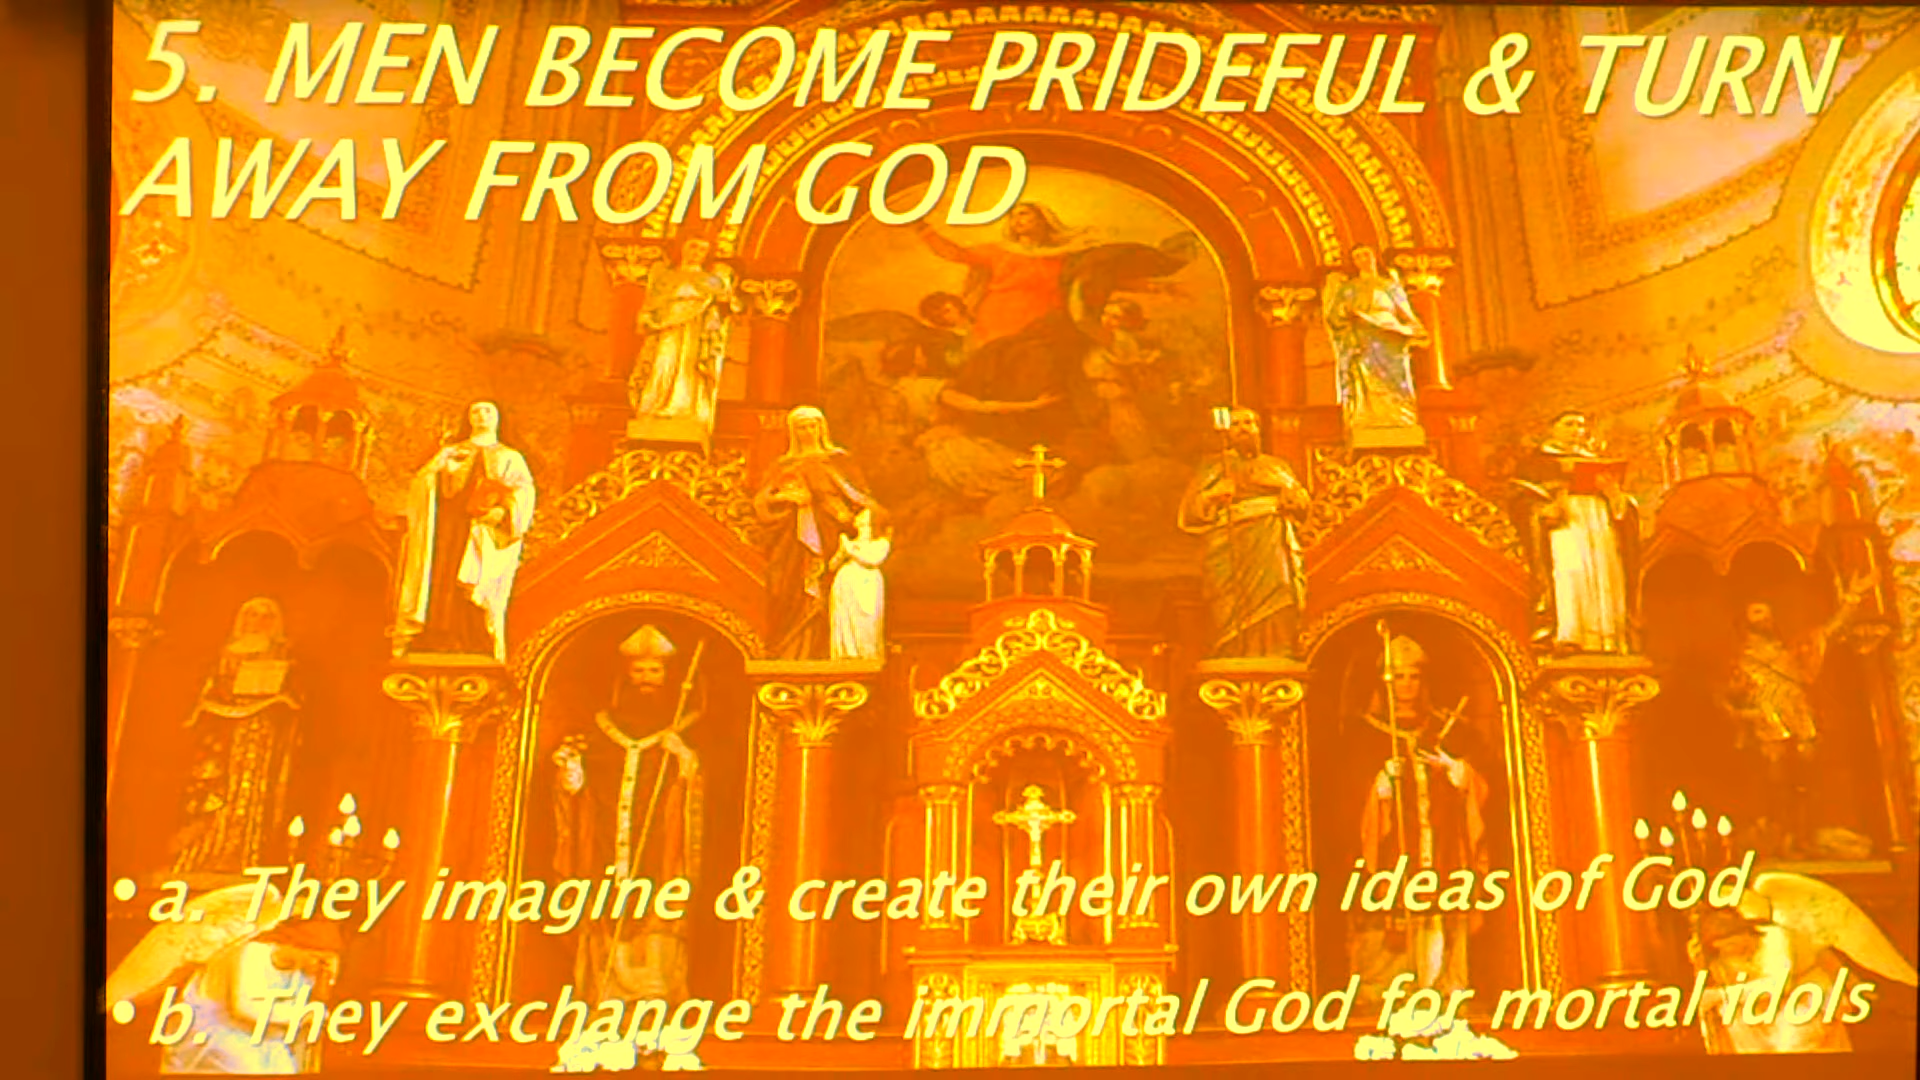 5. MEN BECOME PRIDEFUL & TURN
AWAY FROM GOD
• a. They imagine & create their own ideas of God
• b. They exchange the immortal God for mortal idols